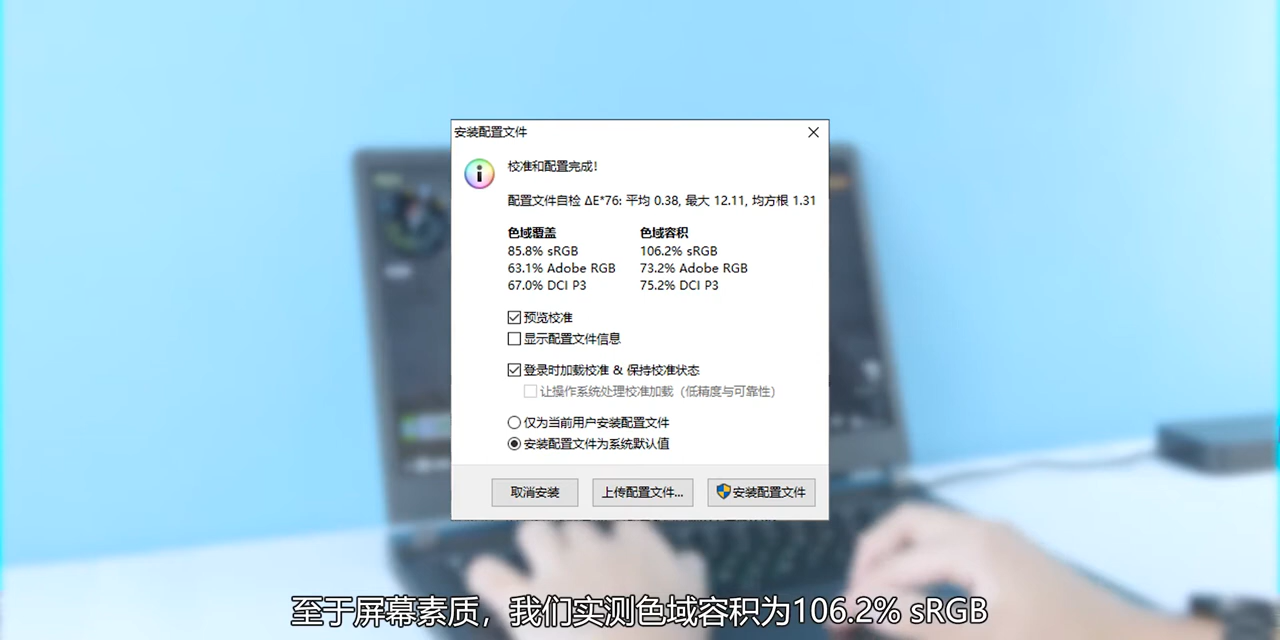 安装配置文件
校准和配置完成!
配置文件自检 ΔE*76: 平均 0.38, 最大 12.11, 均方根 1.31
色域覆盖 色域容积
85.8% sRGB 106.2% sRGB
63.1% Adobe RGB 73.2% Adobe RGB
67.0% DCI P3 75.2% DCI P3
预览校准
显示配置文件信息
登录时加载校准 & 保持校准状态
让操作系统处理校准加载（低精度与可靠性）
仅为当前用户安装配置文件
安装配置文件为系统默认值
取消安装 上传配置文件... 安装配置文件
至于屏幕素质，我们实测色域容积为106.2% sRGB